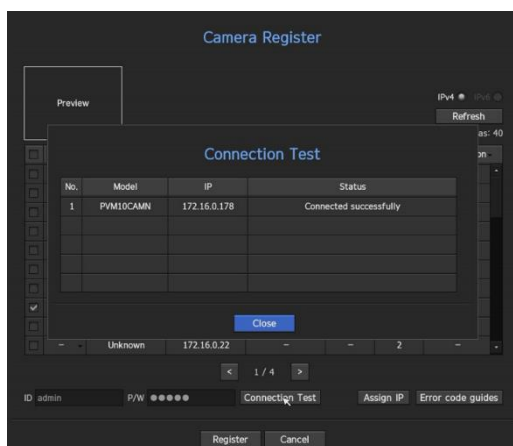 Camera Register
Preview
IPv4 IPv6
Refresh
as: 40
on
Connection Test
No. Model IP Status
1 PVM10CAMN 172.16.0.178 Connected successfully
Close
- Unknown 172.16.0.22 - - 2 -
< 1 / 4 >
ID admin P/W ●●●●● Connection Test Assign IP Error code guides
Register Cancel